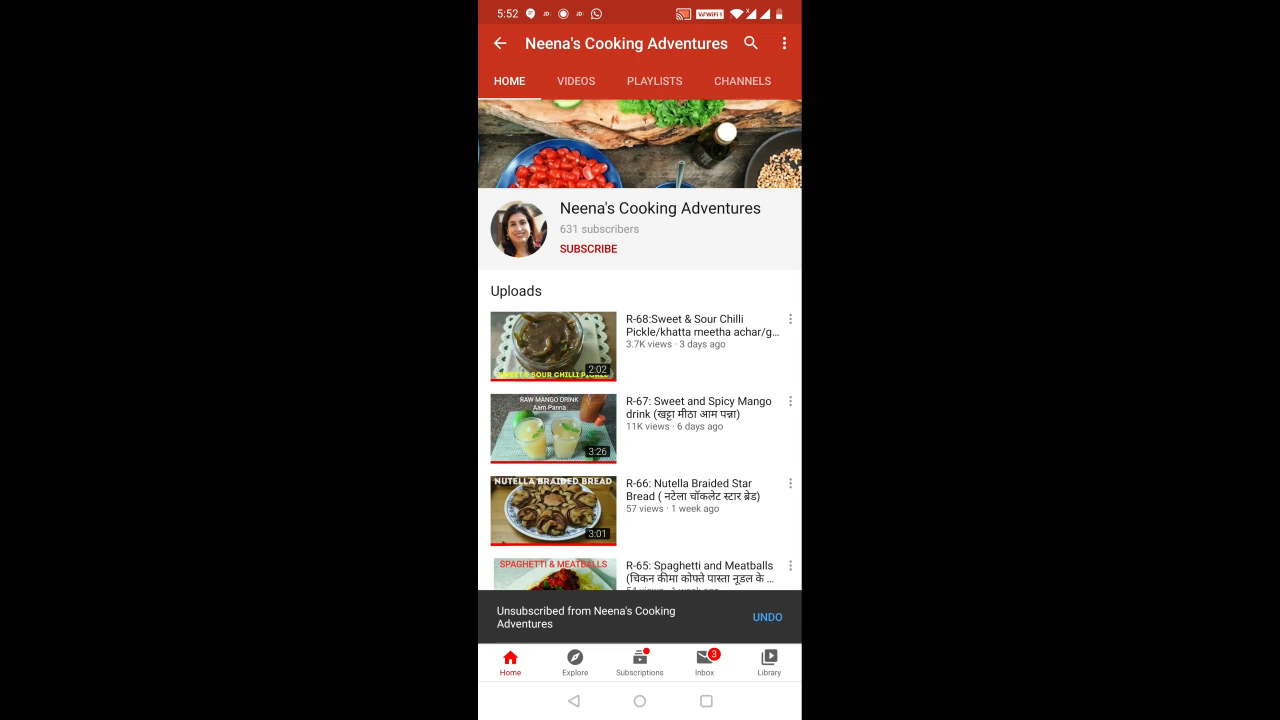 5:52
VoWiFi 1
Neena's Cooking Adventures
HOME VIDEOS PLAYLISTS CHANNELS
Neena's Cooking Adventures
631 subscribers
SUBSCRIBE
Uploads
R-68:Sweet & Sour Chilli
Pickle/khatta meetha achar/g...
3.7K views · 3 days ago
SWEET & SOUR CHILLI PICKLE
2:02
RAW MANGO DRINK
Aam Panna
3:26
R-67: Sweet and Spicy Mango
drink (खट्टा मीठा आम पन्ना)
11K views · 6 days ago
NUTELLA BRAIDED BREAD
3:01
R-66: Nutella Braided Star
Bread ( नटेला चॉकलेट स्टार ब्रेड)
57 views · 1 week ago
SPAGHETTI & MEATBALLS
R-65: Spaghetti and Meatballs
(चिकन कीमा कोफ्ते पास्ता नूडल के ...
Unsubscribed from Neena's Cooking
Adventures
UNDO
3
Home Explore Subscriptions Inbox Library